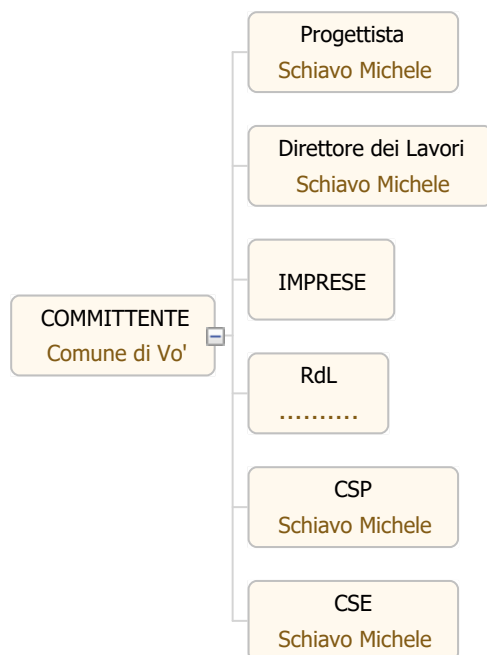 Progettista
Schiavo Michele
Direttore dei Lavori
Schiavo Michele
IMPRESE
COMMITTENTE
Comune di Vo'
RdL
..........
CSP
Schiavo Michele
CSE
Schiavo Michele